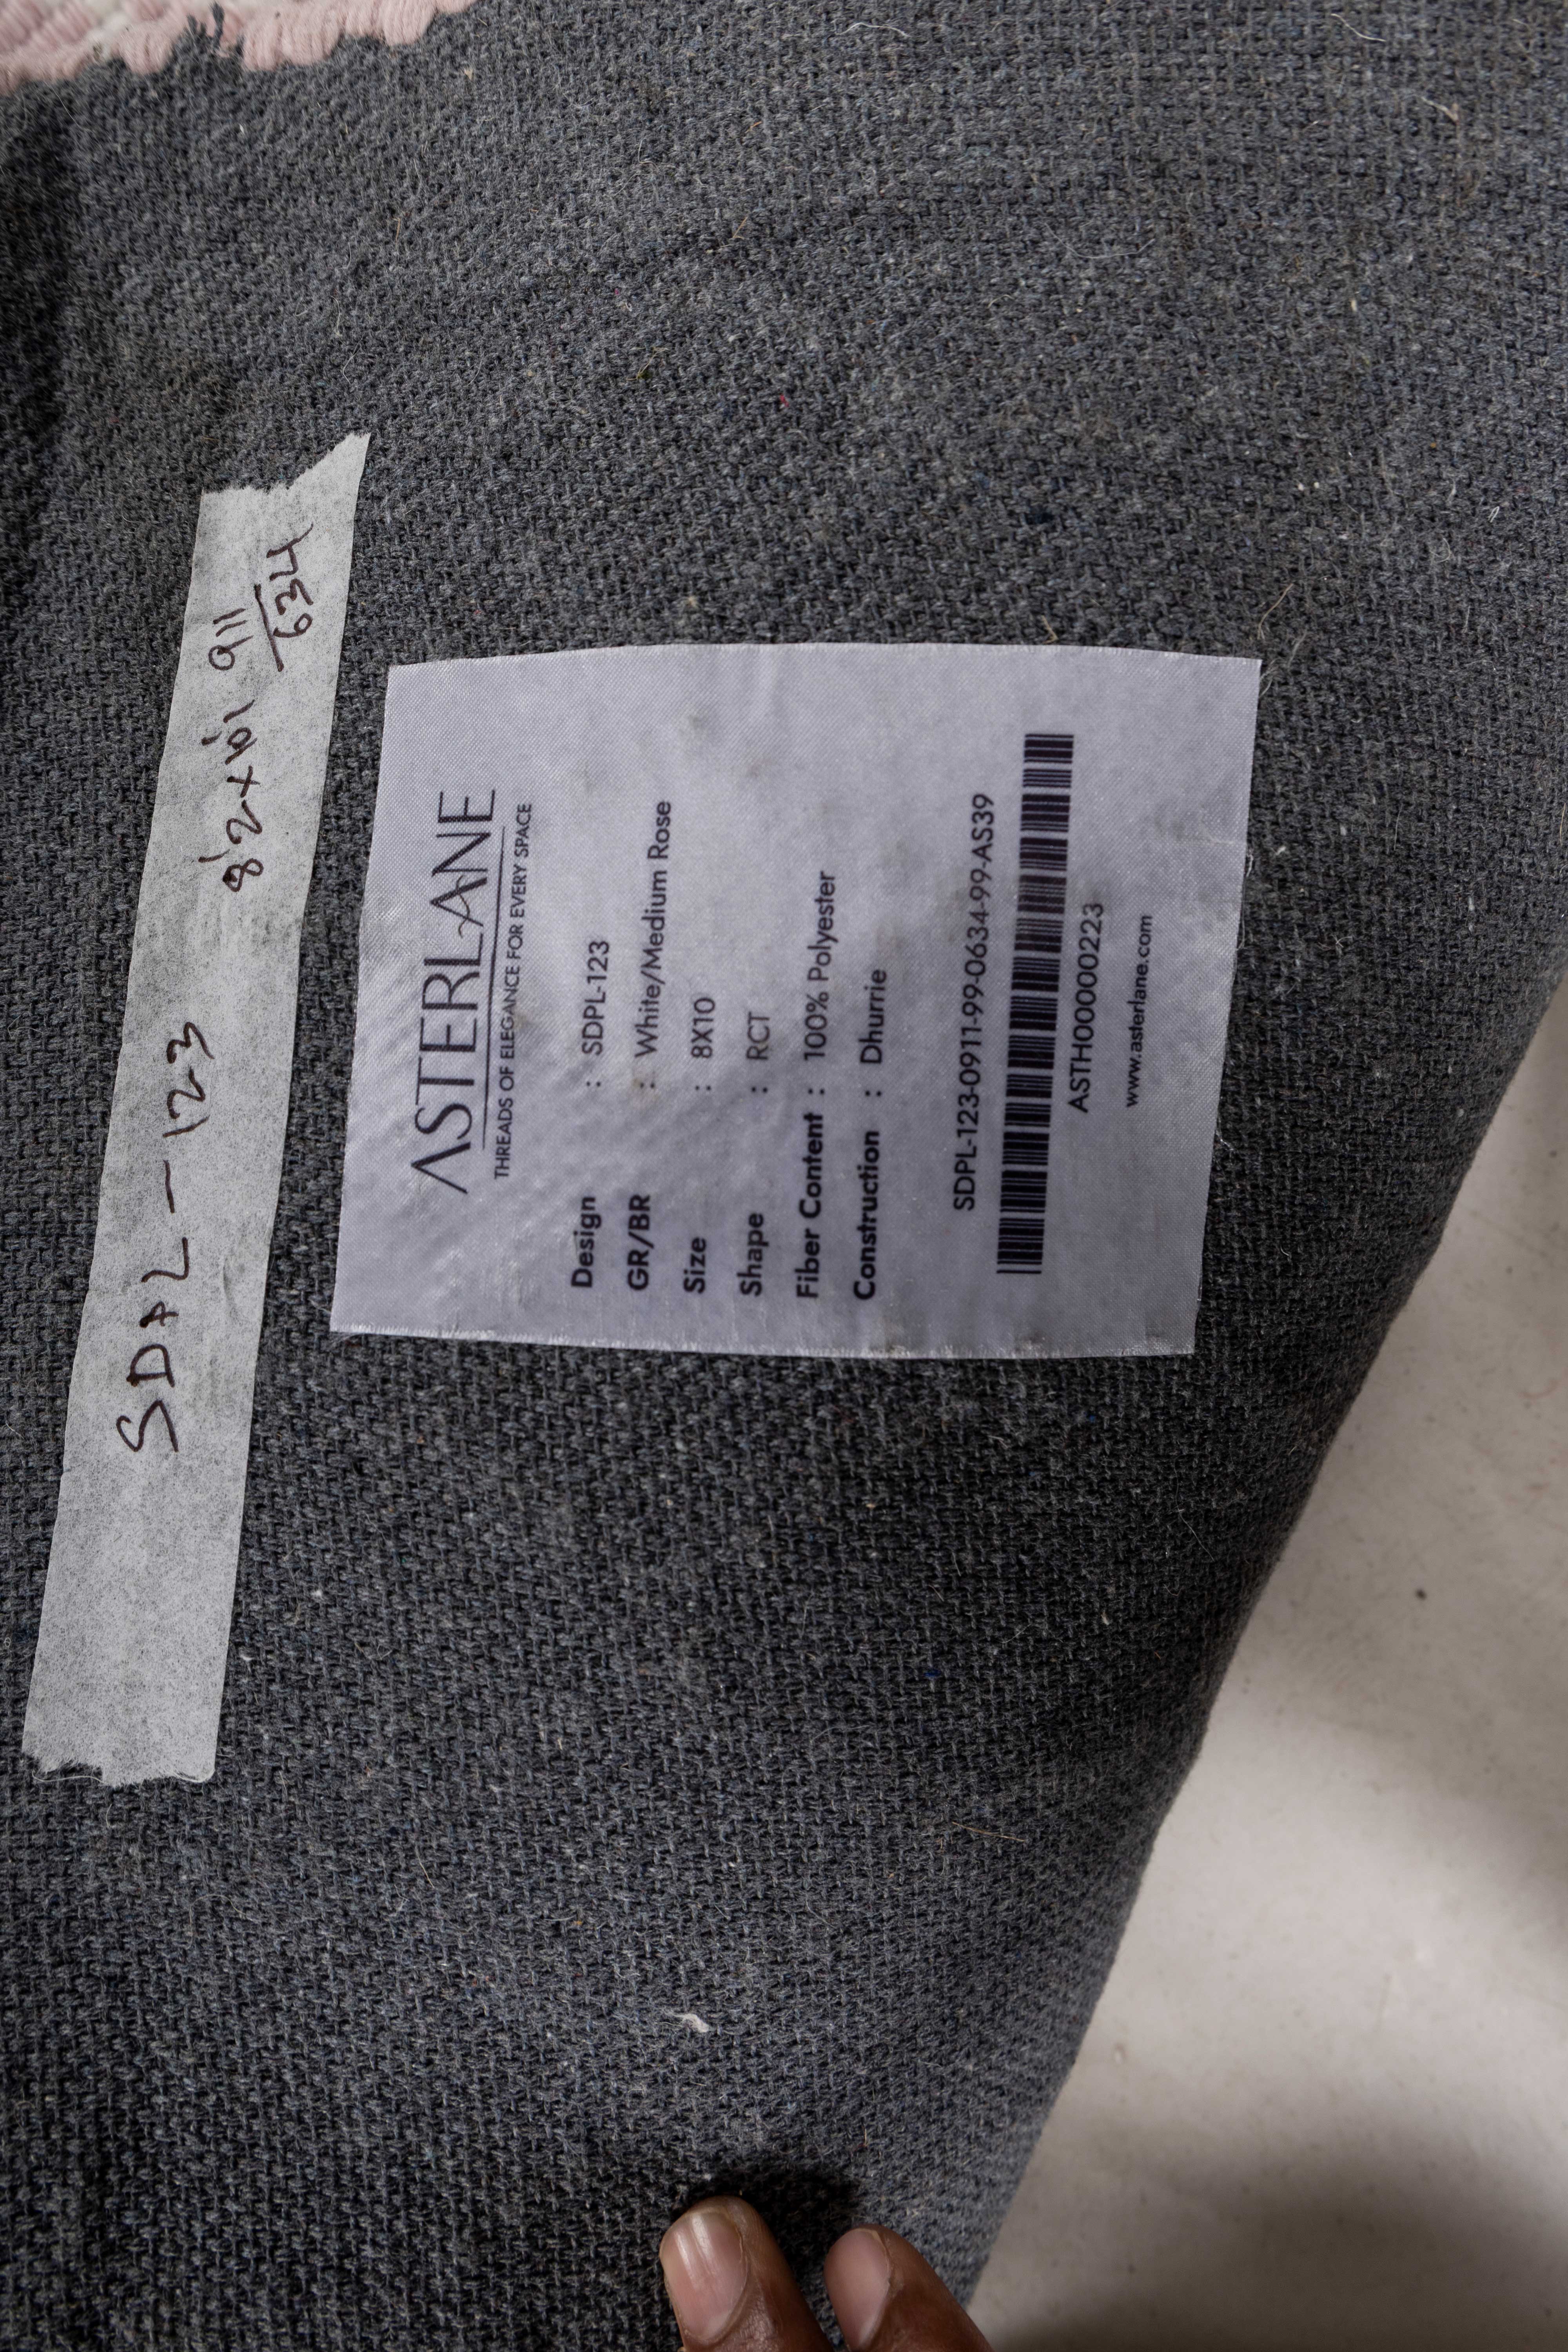 SDPL-123
8'2x10'1 911/634
ASTERLANE
THREADS OF ELEGANCE FOR EVERY SPACE
Design : SDPL-123
GR/BR : White/Medium Rose
Size : 8X10
Shape : RCT
Fiber Content : 100% Polyester
Construction : Dhurrie
SDPL-123-0911-99-0634-99-AS39
ASTH00000223
www.asterlane.com